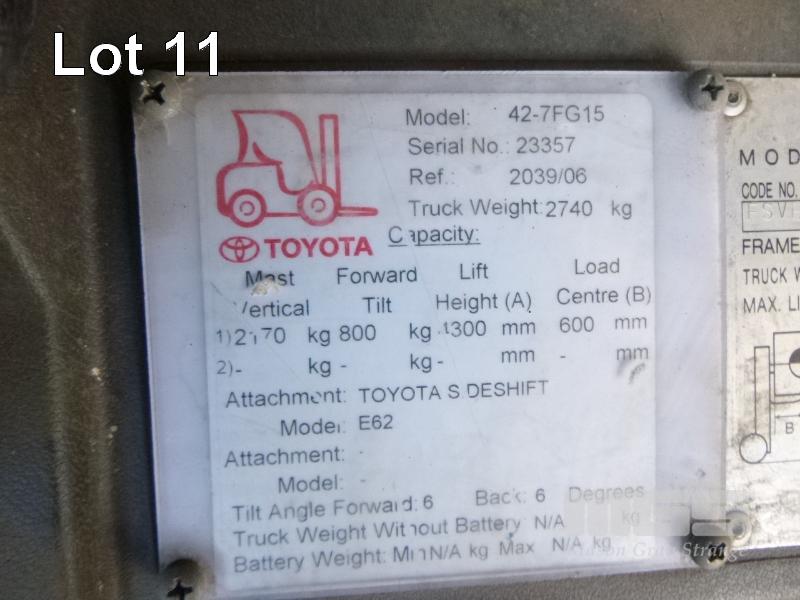 Lot 11
Model: 42-7FG15
Serial No.: 23357
Ref.: 2039/06
Truck Weight: 2740 kg
TOYOTA
Capacity:
Mast Forward Lift Load
Vertical Tilt Height (A) Centre (B)
1) kg 800 kg 4300 mm 600 mm
2)- kg - kg - mm - mm
Attachment: TOYOTA SIDESHIFT
Model: E62
Attachment: -
Model: -
Tilt Angle Forward: 6 Back: 6 Degrees
Truck Weight Without Battery: N/A kg
Battery Weight: Min N/A kg Max N/A kg
MOD
CODE NO.
FRAME
TRUCK W
MAX. LI
B